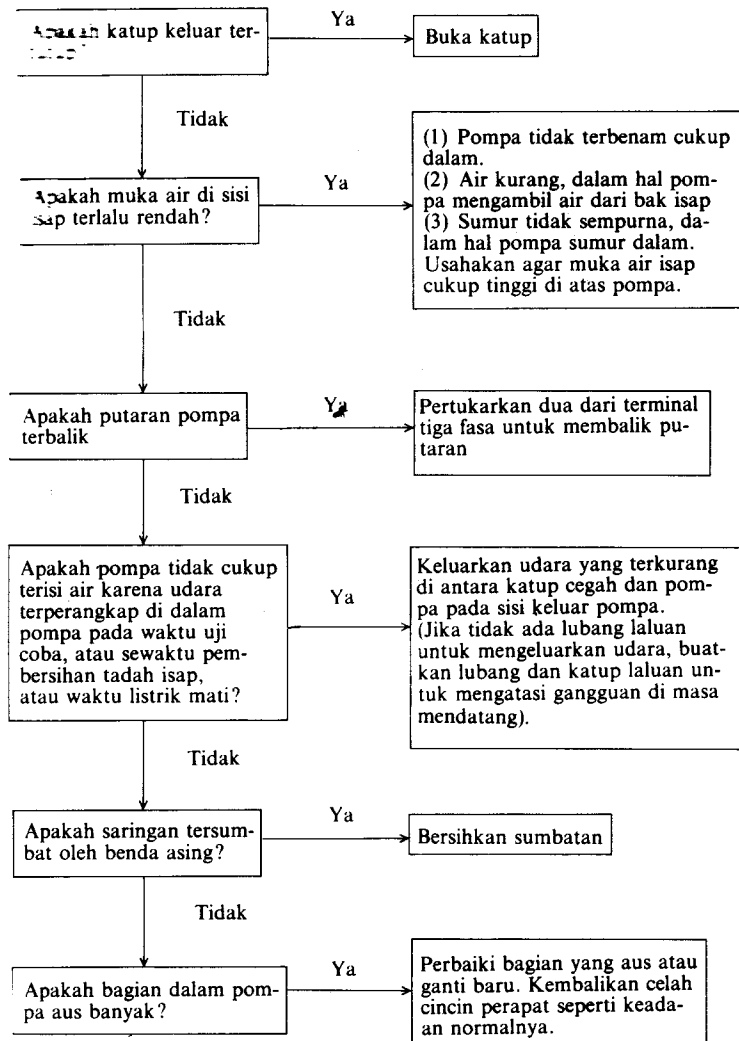 Apakah katup keluar ter-
Ya
Buka katup
Tidak
Apakah muka air di sisi
isap terlalu rendah?
Ya
(1) Pompa tidak terbenam cukup
dalam.
(2) Air kurang, dalam hal pom-
pa mengambil air dari bak isap
(3) Sumur tidak sempurna, da-
lam hal pompa sumur dalam.
Usahakan agar muka air isap
cukup tinggi di atas pompa.
Tidak
Apakah putaran pompa
terbalik
Ya
Pertukarkan dua dari terminal
tiga fasa untuk membalik pu-
taran
Tidak
Apakah pompa tidak cukup
terisi air karena udara
terperangkap di dalam
pompa pada waktu uji
coba, atau sewaktu pem-
bersihan tadah isap,
atau waktu listrik mati?
Ya
Keluarkan udara yang terkurang
di antara katup cegah dan pom-
pa pada sisi keluar pompa.
(Jika tidak ada lubang laluan
untuk mengeluarkan udara, buat-
kan lubang dan katup laluan un-
tuk mengatasi gangguan di masa
mendatang).
Tidak
Apakah saringan tersum-
bat oleh benda asing?
Ya
Bersihkan sumbatan
Tidak
Apakah bagian dalam pom-
pa aus banyak?
Ya
Perbaiki bagian yang aus atau
ganti baru. Kembalikan celah
cincin perapat seperti keada-
an normalnya.